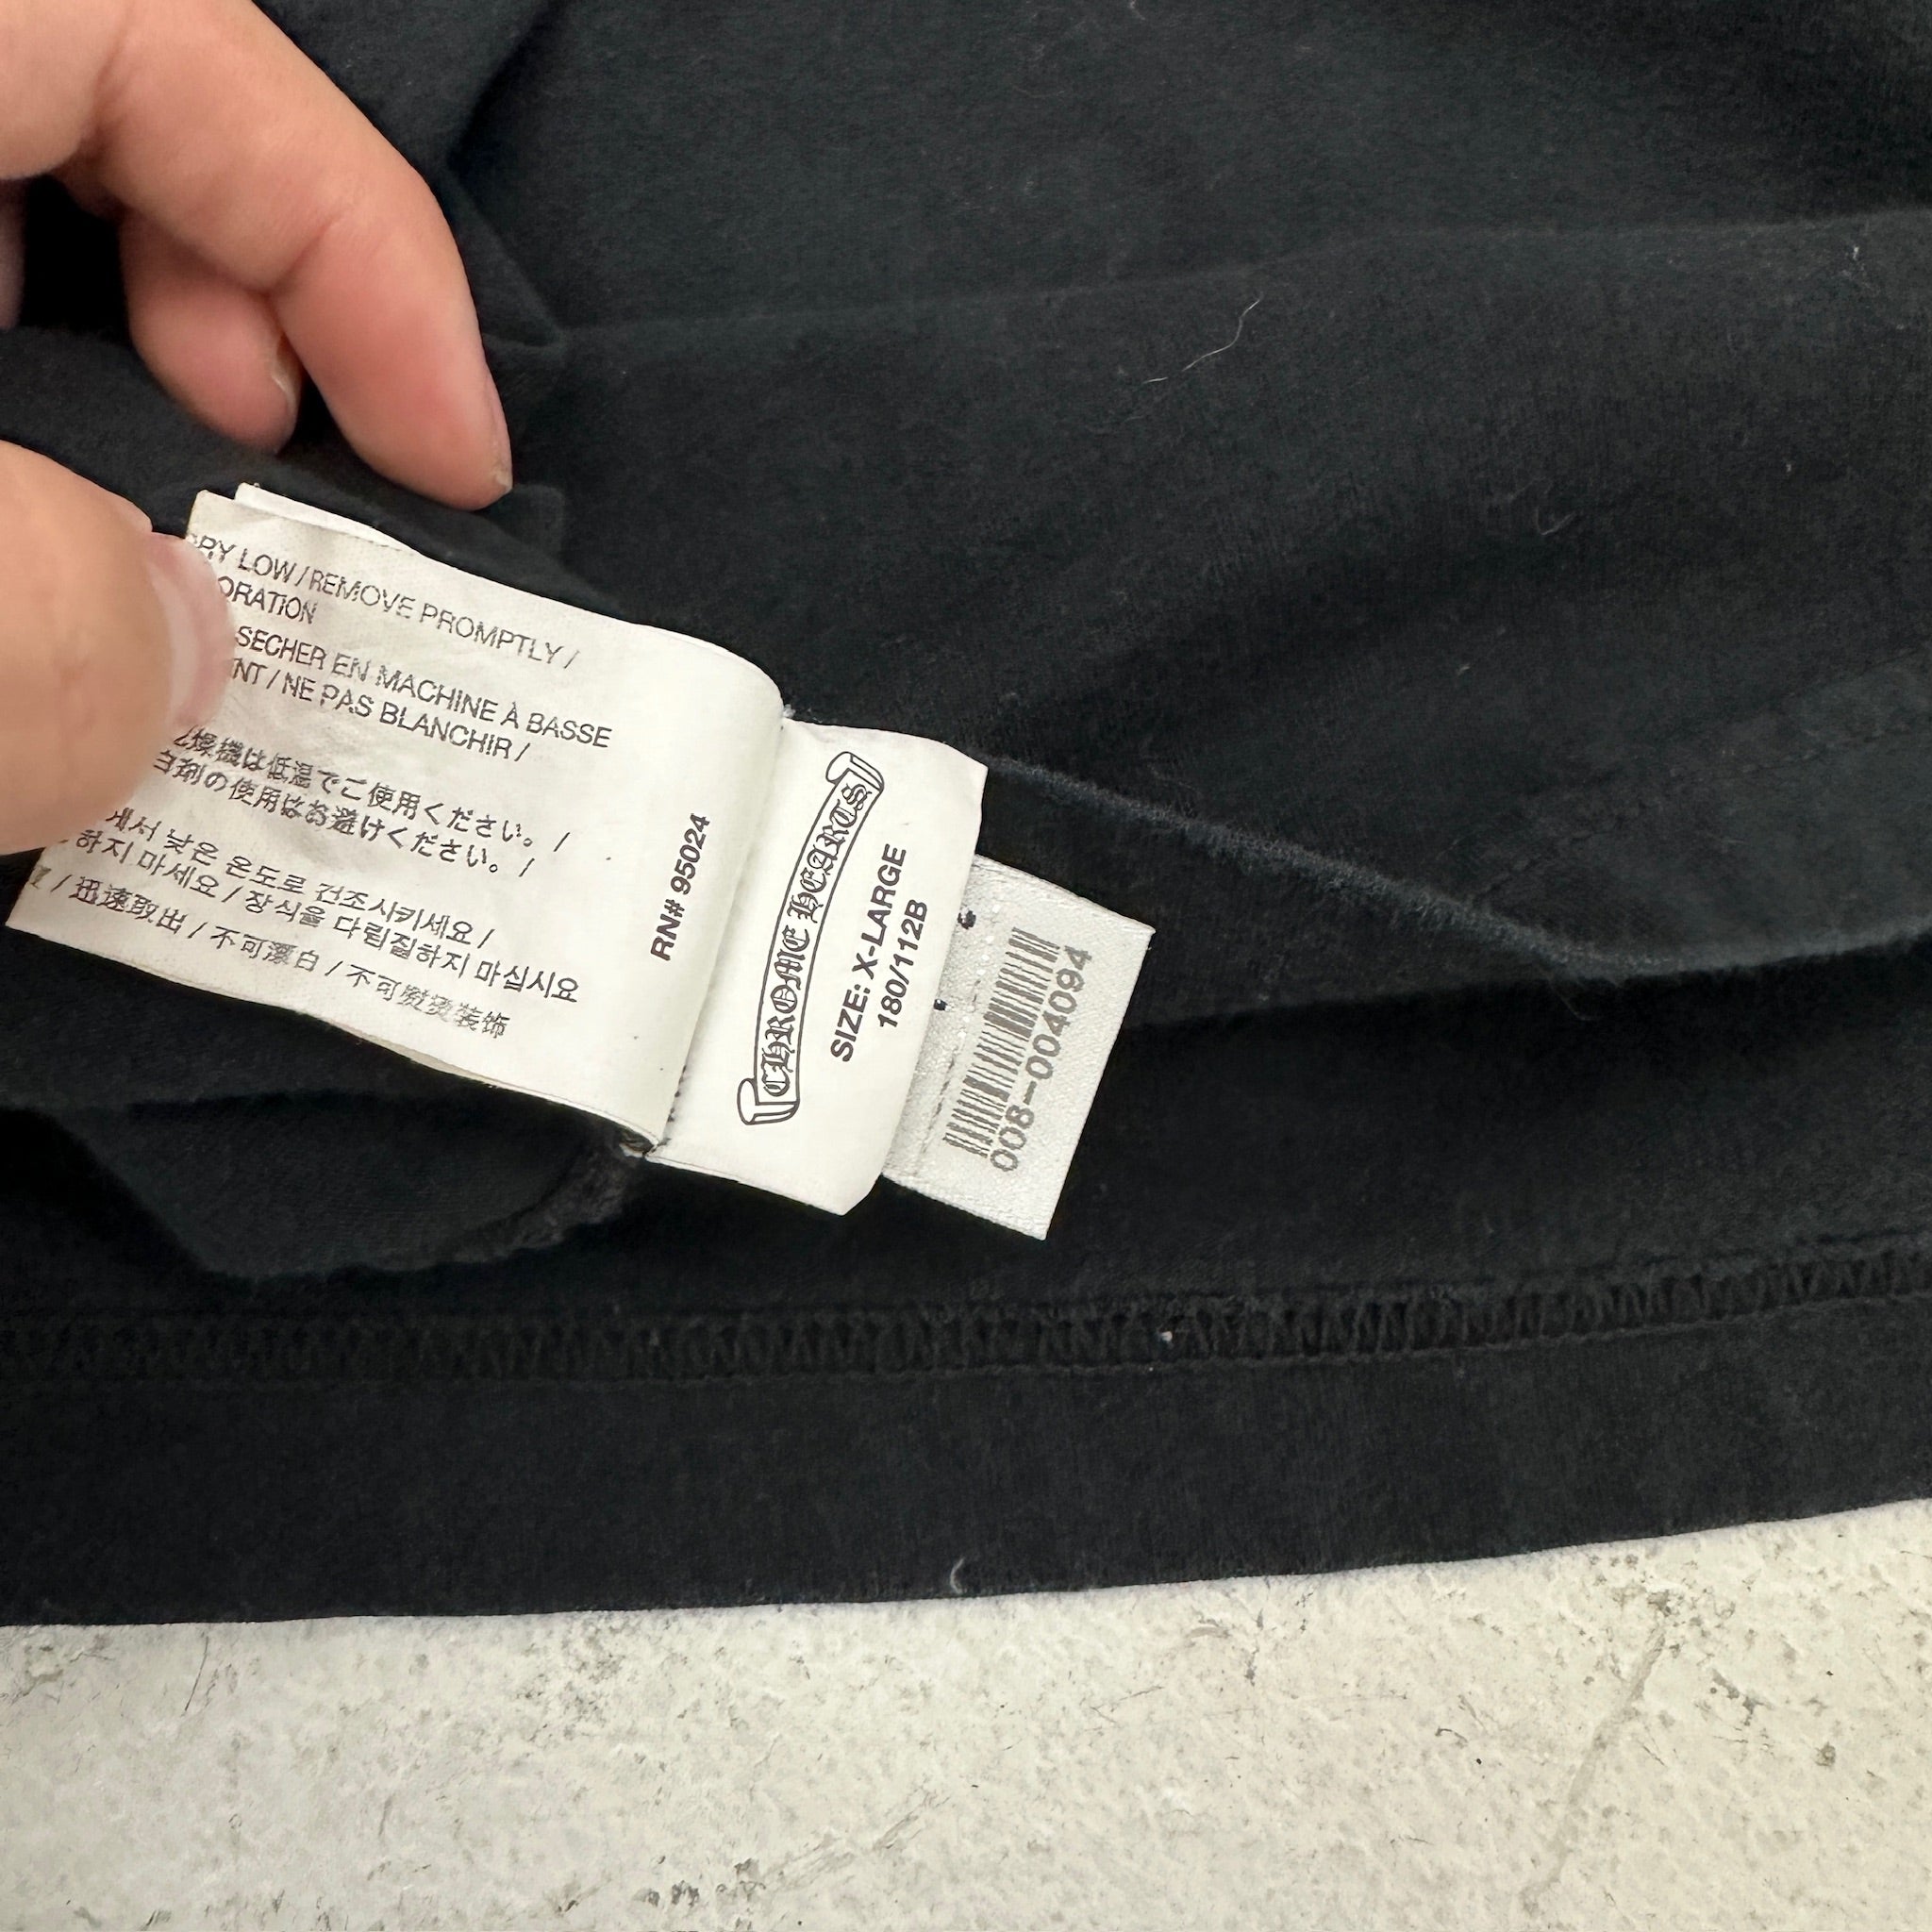 DRY LOW / REMOVE PROMPTLY /
ORATION
SECHER EN MACHINE À BASSE
NT / NE PAS BLANCHIR /
燥機は低温でご使用ください。 /
白剤の使用はお避けください。 /
에서 낮은 온도로 건조시키세요 /
하지 마세요 / 장식을 다림질하지 마십시오
/ 迅速取出 / 不可漂白 / 不可熨烫装饰
RN# 95024
CHROME HEARTS
SIZE: X-LARGE
180/112B
008-004094